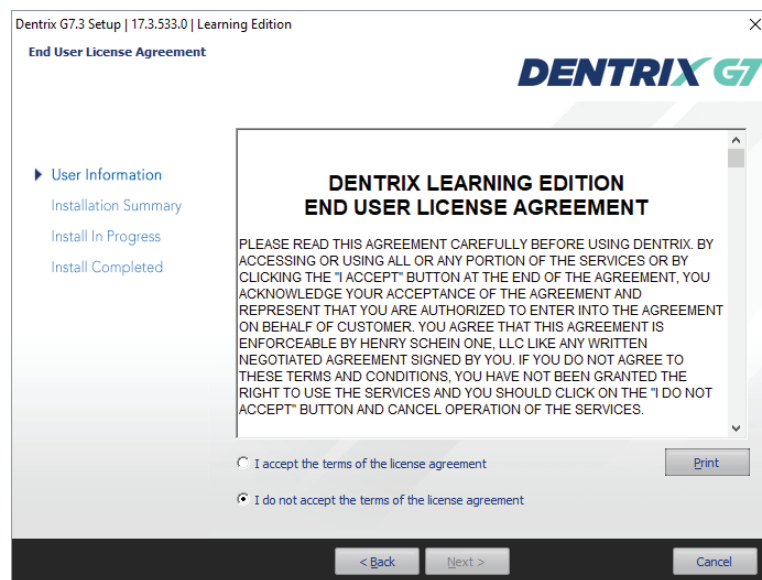 Dentrix G7.3 Setup | 17.3.533.0 | Learning Edition
End User License Agreement
DENTRIX G7
User Information
Installation Summary
Install In Progress
Install Completed
DENTRIX LEARNING EDITION
END USER LICENSE AGREEMENT
PLEASE READ THIS AGREEMENT CAREFULLY BEFORE USING DENTRIX. BY
ACCESSING OR USING ALL OR ANY PORTION OF THE SERVICES OR BY
CLICKING THE "I ACCEPT" BUTTON AT THE END OF THE AGREEMENT, YOU
ACKNOWLEDGE YOUR ACCEPTANCE OF THE AGREEMENT AND
REPRESENT THAT YOU ARE AUTHORIZED TO ENTER INTO THE AGREEMENT
ON BEHALF OF CUSTOMER. YOU AGREE THAT THIS AGREEMENT IS
ENFORCEABLE BY HENRY SCHEIN ONE, LLC LIKE ANY WRITTEN
NEGOTIATED AGREEMENT SIGNED BY YOU. IF YOU DO NOT AGREE TO
THESE TERMS AND CONDITIONS, YOU HAVE NOT BEEN GRANTED THE
RIGHT TO USE THE SERVICES AND YOU SHOULD CLICK ON THE "I DO NOT
ACCEPT" BUTTON AND CANCEL OPERATION OF THE SERVICES.
I accept the terms of the license agreement
Print
I do not accept the terms of the license agreement
< Back
Next >
Cancel